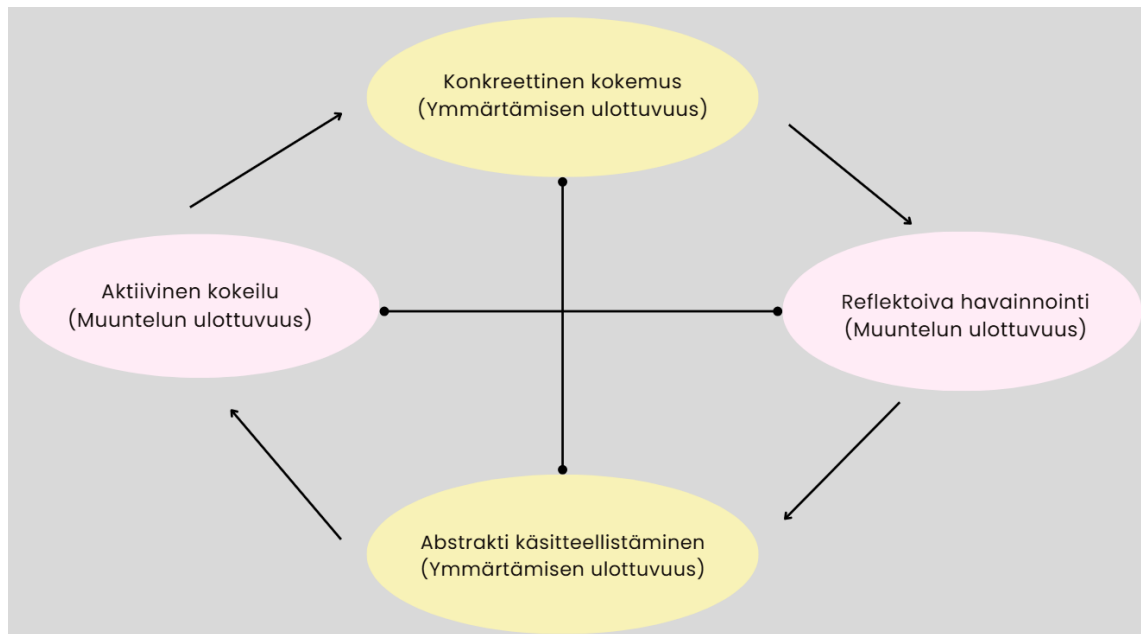 Konkreettinen kokemus
(Ymmärtämisen ulottuvuus)
Aktiivinen kokeilu
(Muuntelun ulottuvuus)
Reflektoiva havainnointi
(Muuntelun ulottuvuus)
Abstrakti käsitteellistäminen
(Ymmärtämisen ulottuvuus)